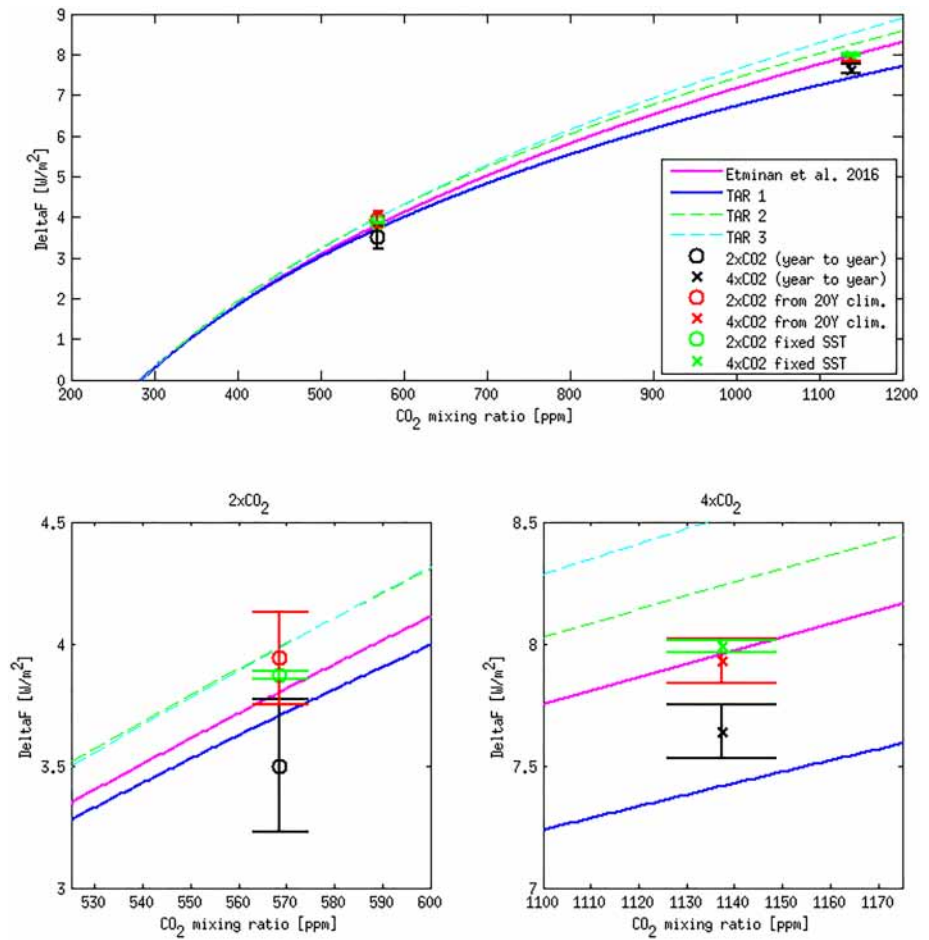 9
8
7
6
5
4
3
2
1
0
DeltaF [W/m²]
200 300 400 500 600 700 800 900 1000 1100 1200
CO₂ mixing ratio [ppm]
Etminan et al. 2016
TAR 1
TAR 2
TAR 3
2xCO2 (year to year)
4xCO2 (year to year)
2xCO2 from 20Y clim.
4xCO2 from 20Y clim.
2xCO2 fixed SST
4xCO2 fixed SST
2xCO₂
4.5
4
3.5
3
DeltaF [W/m²]
530 540 550 560 570 580 590 600
CO₂ mixing ratio [ppm]
4xCO₂
8.5
8
7.5
7
DeltaF [W/m²]
1100 1110 1120 1130 1140 1150 1160 1170
CO₂ mixing ratio [ppm]